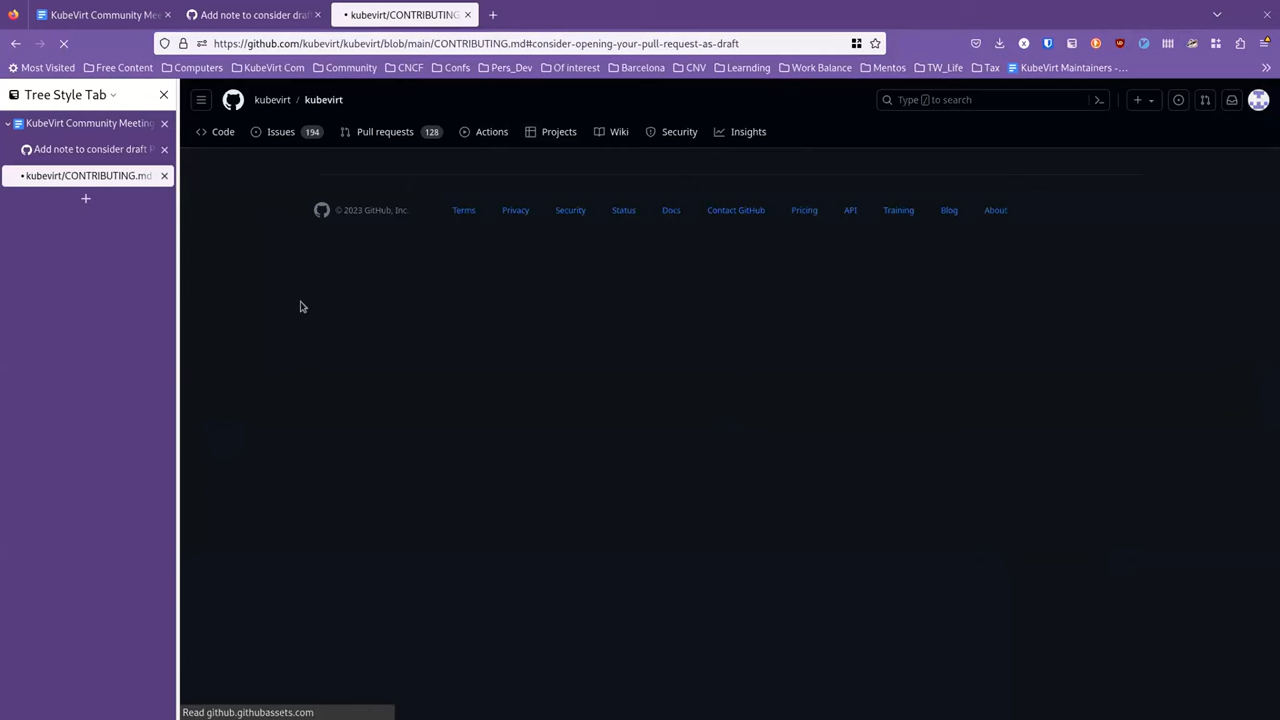 KubeVirt Community Mee
Add note to consider draf
• kubevirt/CONTRIBUTING.
https://github.com/kubevirt/kubevirt/blob/main/CONTRIBUTING.md#consider-opening-your-pull-request-as-draft
Most Visited Free Content Computers KubeVirt Com Community CNCF Confs Pers_Dev Of interest Barcelona CNV Learnding Work Balance Mentos TW_Life Tax KubeVirt Maintainers -...
Tree Style Tab
KubeVirt Community Meeting
Add note to consider draft P
• kubevirt/CONTRIBUTING.md
kubevirt / kubevirt
Type / to search
Code Issues 194 Pull requests 128 Actions Projects Wiki Security Insights
© 2023 GitHub, Inc. Terms Privacy Security Status Docs Contact GitHub Pricing API Training Blog About
Read github.githubassets.com